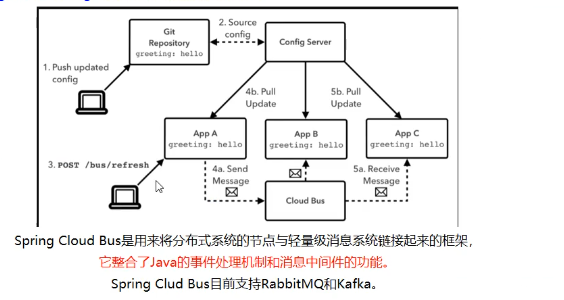 Git
Repository
greeting: hello
2. Source
config
Config Server
1. Push updated
config
4b. Pull
Update
5b. Pull
Update
App A
greeting: hello
App B
greeting: hello
App C
greeting: hello
3. POST /bus/refresh
4a. Send
Message
5a. Receive
Message
Cloud Bus
Spring Cloud Bus是用来将分布式系统的节点与轻量级消息系统链接起来的框架，
它整合了Java的事件处理机制和消息中间件的功能。
Spring Clud Bus目前支持RabbitMQ和Kafka。